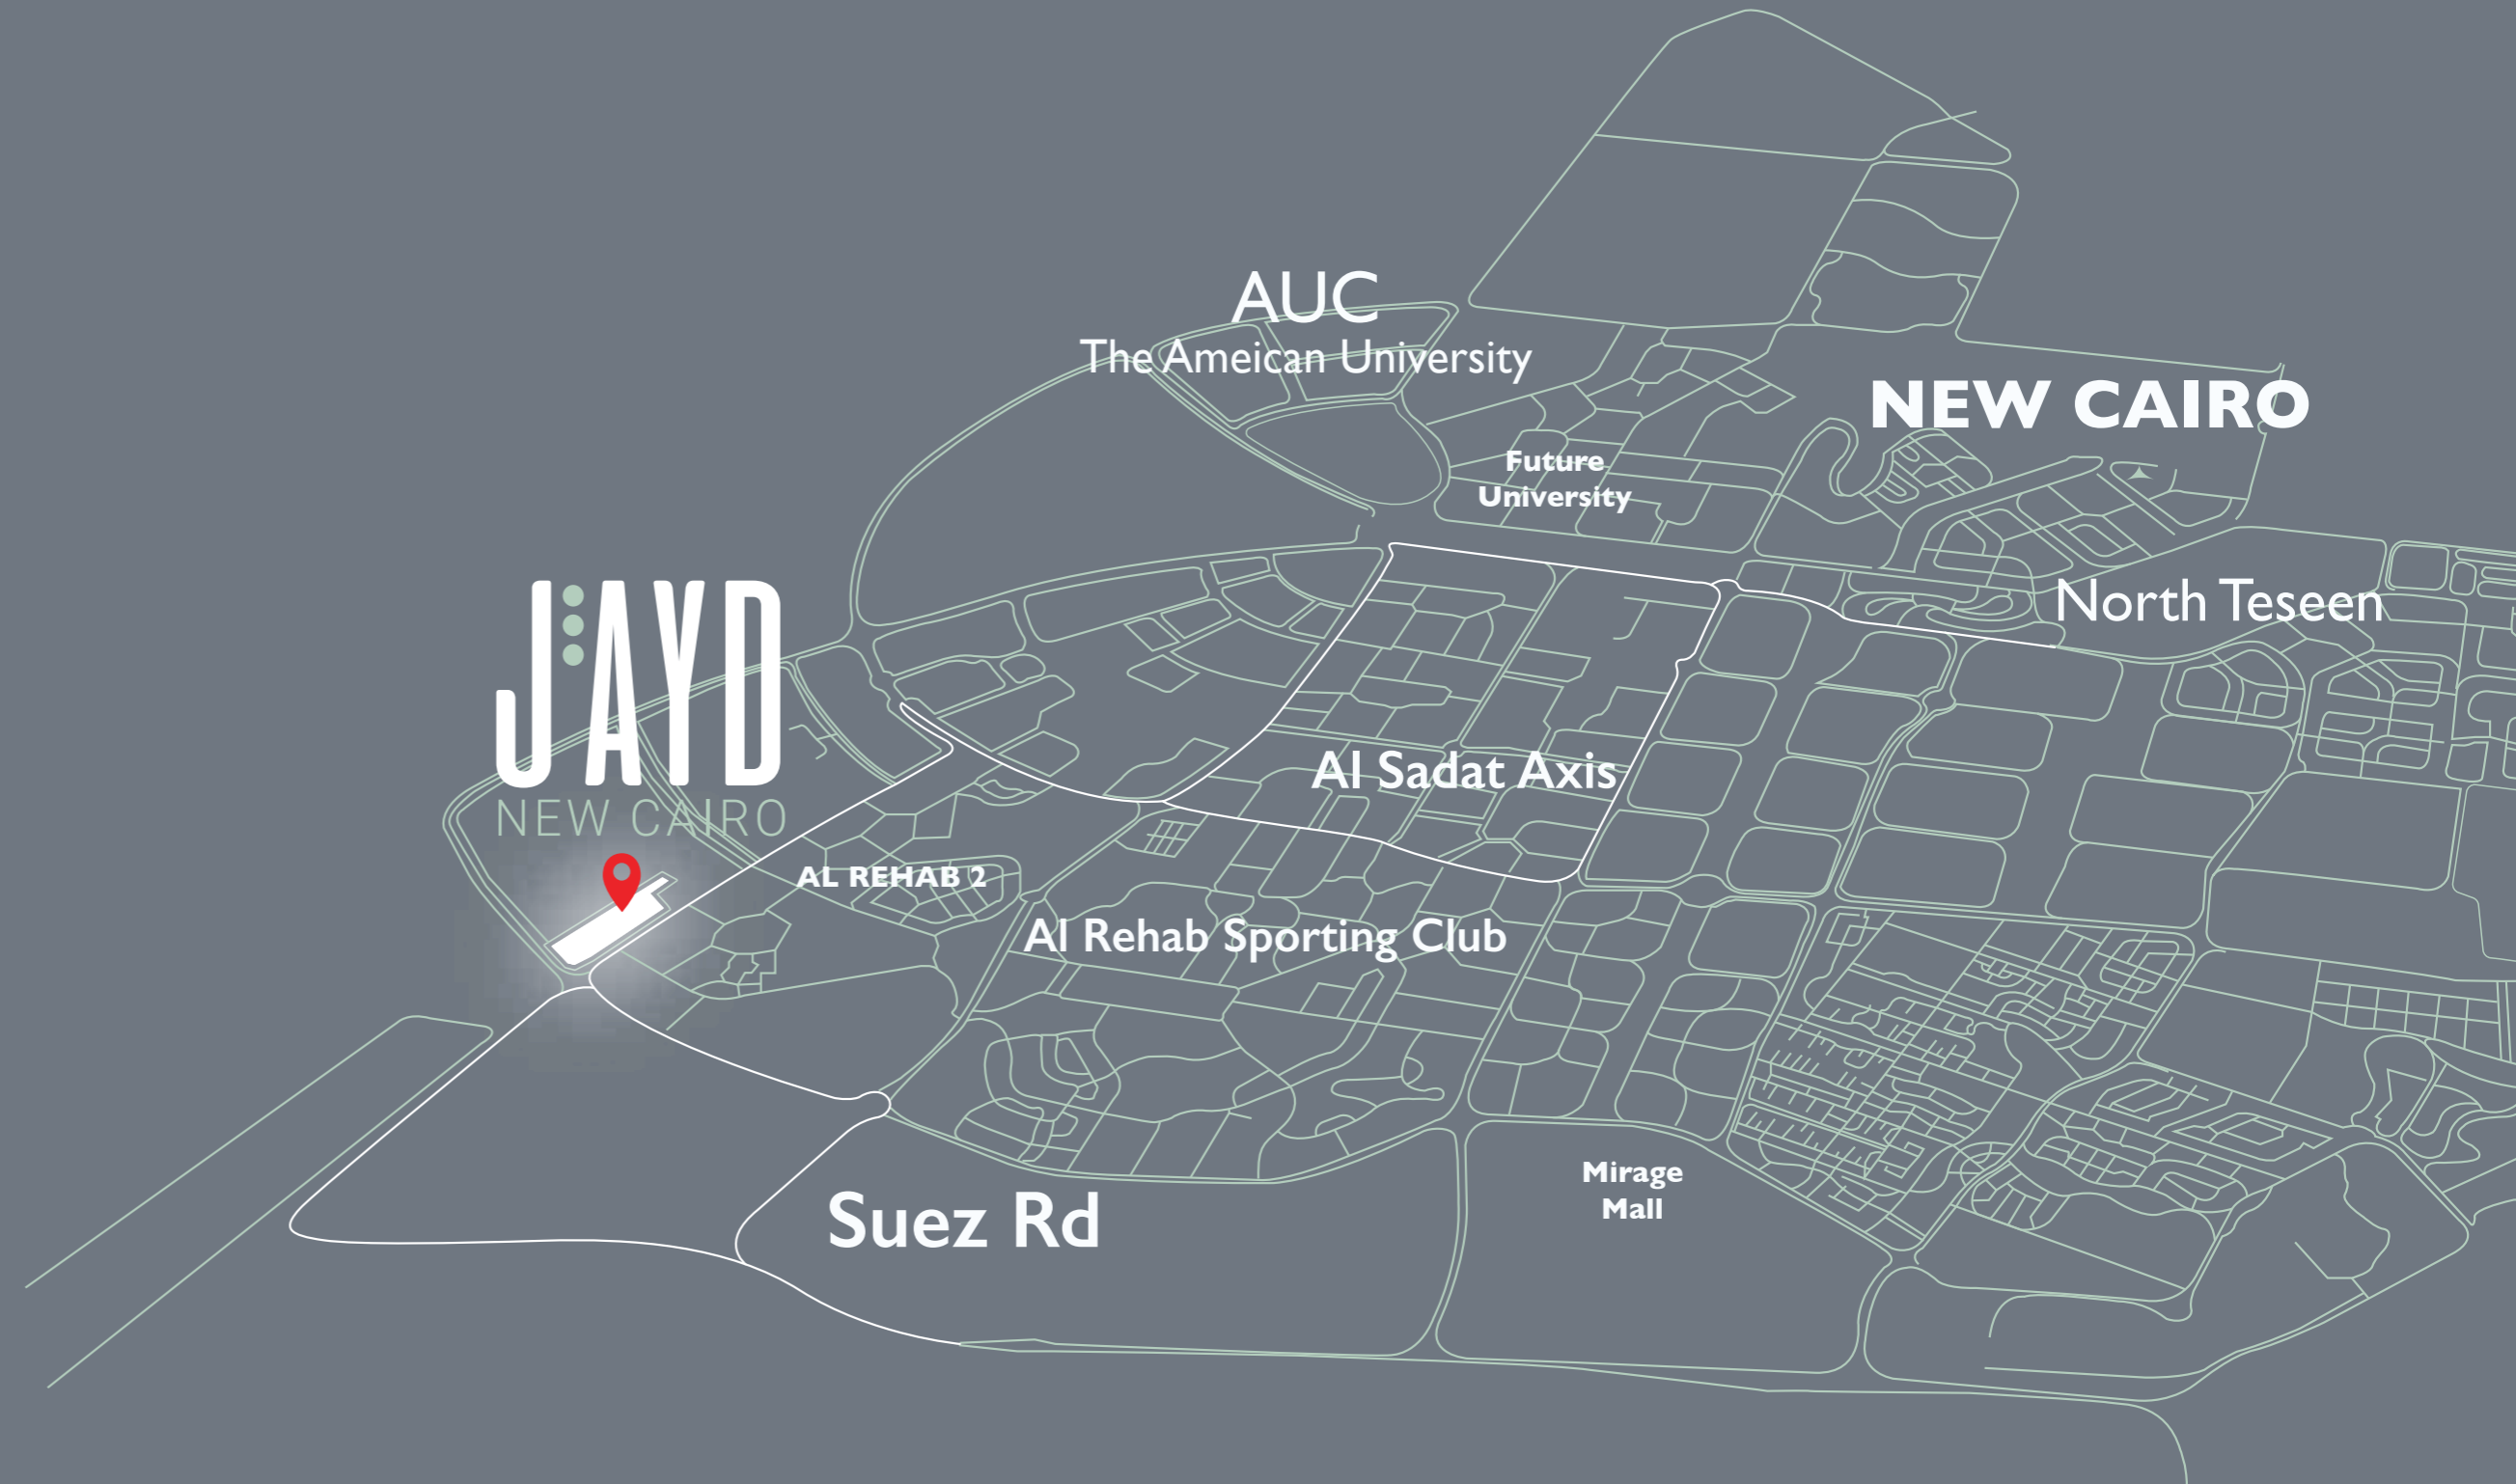 AUC
The Ameican University
NEW CAIRO
Future
University
North Teseen
JAYD
NEW CAIRO
Al Sadat Axis
AL REHAB 2
Al Rehab Sporting Club
Mirage
Mall
Suez Rd